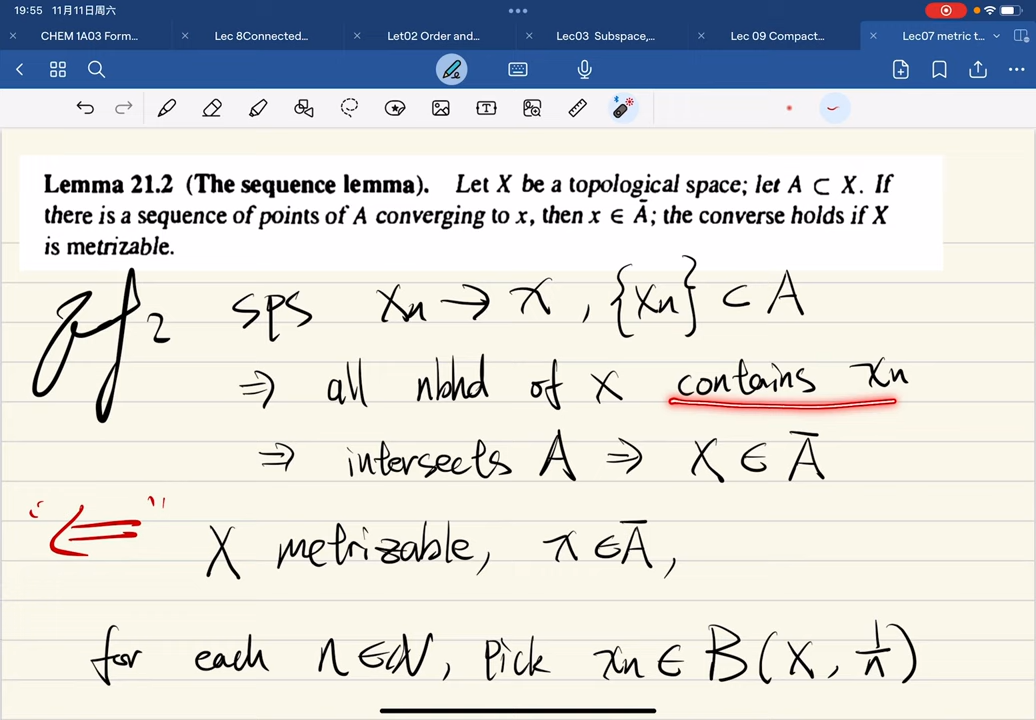 19:55 11月11日周六
CHEM 1A03 Form... Lec 8Connected... Let02 Order and... Lec03 Subspace,... Lec 09 Compact... Lec07 metric t...
Lemma 21.2 (The sequence lemma). Let X be a topological space; let A ⊂ X. If
there is a sequence of points of A converging to x, then x ∈ Ā; the converse holds if X
is metrizable.
pf2 sps xn → x , {xn} ⊂ A
⇒ all nbhd of x contains xn
⇒ intersects A ⇒ x ∈ Ā
"⇐" X metrizable, x ∈ Ā,
for each n ∈ ℕ, pick xn ∈ B(x, 1/n)